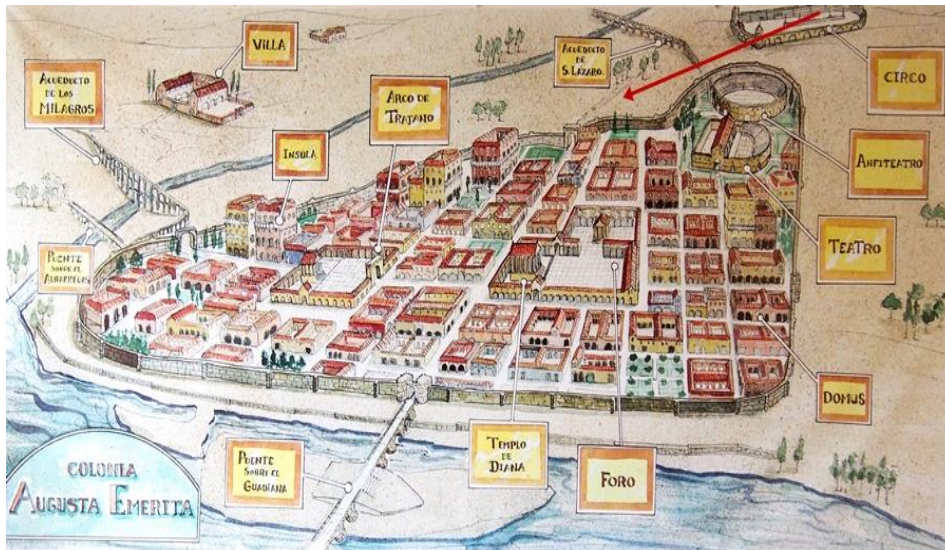 VILLA
ACUEDUCTO
DE LOS
MILAGROS
ARCO DE
TRAJANO
ACUEDUCTO
DE
S. LÁZARO
CIRCO
INSULA
ANFITEATRO
TEATRO
PUENTE
SOBRE EL
ALBARREGAS
DOMUS
TEMPLO
DE
DIANA
FORO
PUENTE
SOBRE EL
GUADIANA
COLONIA
AUGUSTA EMERITA